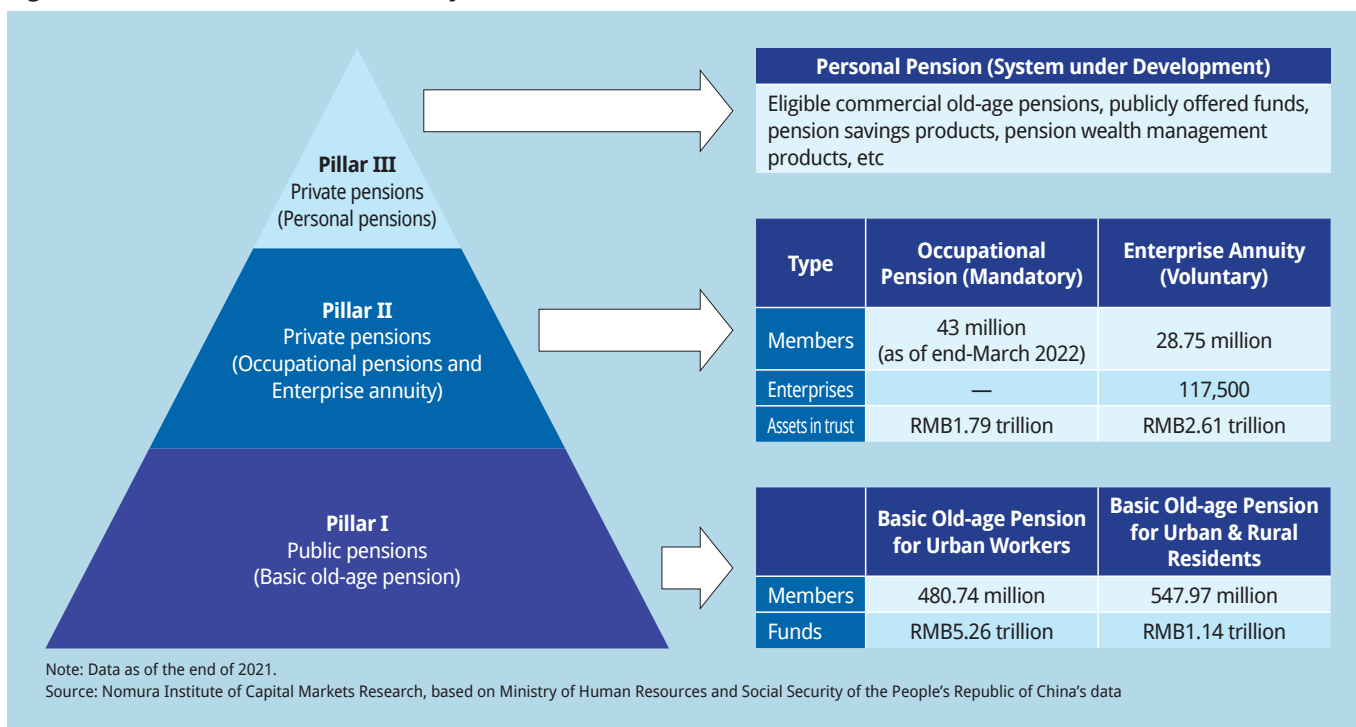 Pillar III
Private pensions
(Personal pensions)
Pillar II
Private pensions
(Occupational pensions and
Enterprise annuity)
Pillar I
Public pensions
(Basic old-age pension)
Personal Pension (System under Development)
Eligible commercial old-age pensions, publicly offered funds,
pension savings products, pension wealth management
products, etc
Type
Occupational
Pension (Mandatory)
Enterprise Annuity
(Voluntary)
Members
43 million
(as of end-March 2022)
28.75 million
Enterprises
—
117,500
Assets in trust
RMB1.79 trillion
RMB2.61 trillion
Basic Old-age Pension
for Urban Workers
Basic Old-age Pension
for Urban & Rural
Residents
Members
480.74 million
547.97 million
Funds
RMB5.26 trillion
RMB1.14 trillion
Note: Data as of the end of 2021.
Source: Nomura Institute of Capital Markets Research, based on Ministry of Human Resources and Social Security of the People's Republic of China's data